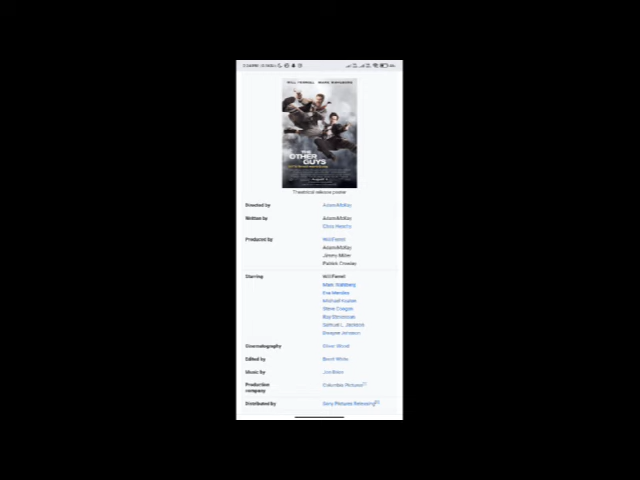 THE
OTHER
GUYS
Theatrical release poster
Directed by
Adam McKay
Written by
Adam McKay
Chris Henchy
Produced by
Will Ferrell
Adam McKay
Jimmy Miller
Patrick Crowley
Starring
Will Ferrell
Mark Wahlberg
Eva Mendes
Michael Keaton
Steve Coogan
Ray Stevenson
Samuel L. Jackson
Dwayne Johnson
Cinematography
Oliver Wood
Edited by
Brent White
Music by
Jon Brion
Production
company
Columbia Pictures
Distributed by
Sony Pictures Releasing